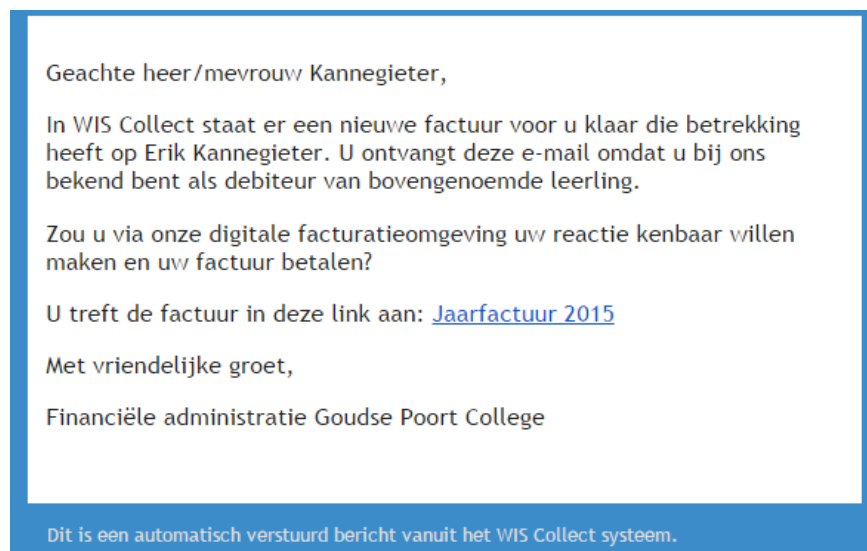 Geachte heer/mevrouw Kannegieter,
In WIS Collect staat er een nieuwe factuur voor u klaar die betrekking
heeft op Erik Kannegieter. U ontvangt deze e-mail omdat u bij ons
bekend bent als debiteur van bovengenoemde leerling.
Zou u via onze digitale facturatieomgeving uw reactie kenbaar willen
maken en uw factuur betalen?
U treft de factuur in deze link aan: Jaarfactuur 2015
Met vriendelijke groet,
Financiële administratie Goudse Poort College
Dit is een automatisch verstuurd bericht vanuit het WIS Collect systeem.